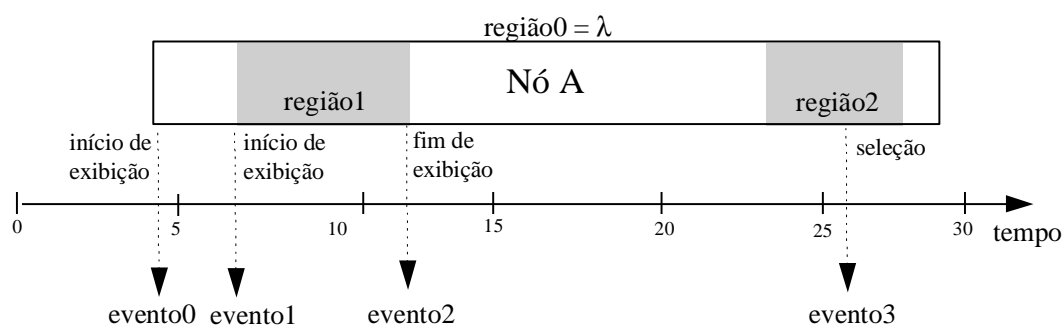 região0 = λ
Nó A
região1
região2
início de
exibição
início de
exibição
fim de
exibição
seleção
0
5
10
15
20
25
30
tempo
evento0
evento1
evento2
evento3